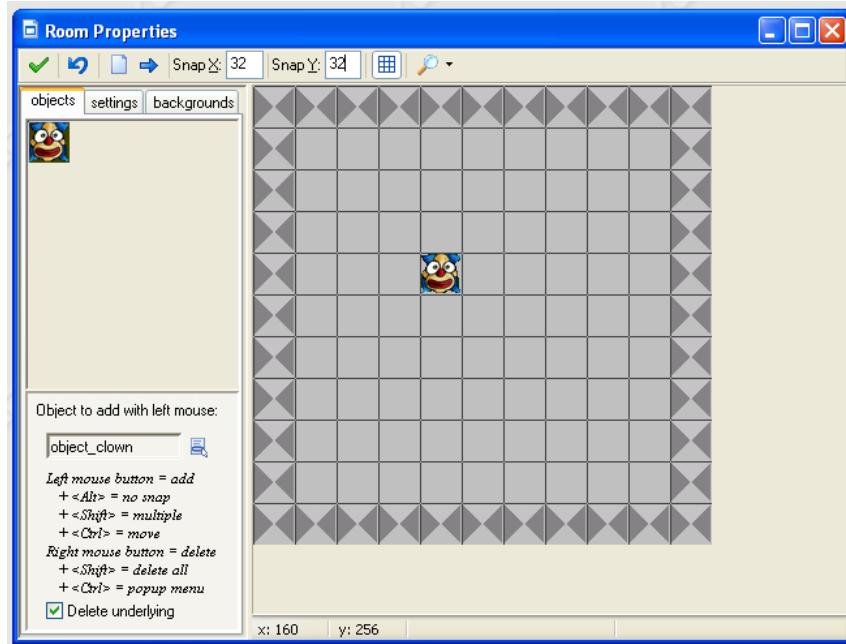 Room Properties
Snap X: 32 Snap Y: 32
objects settings backgrounds
Object to add with left mouse:
object_clown
Left mouse button = add
+ <Alt> = no snap
+ <Shift> = multiple
+ <Ctrl> = move
Right mouse button = delete
+ <Shift> = delete all
+ <Ctrl> = popup menu
Delete underlying
x: 160 y: 256